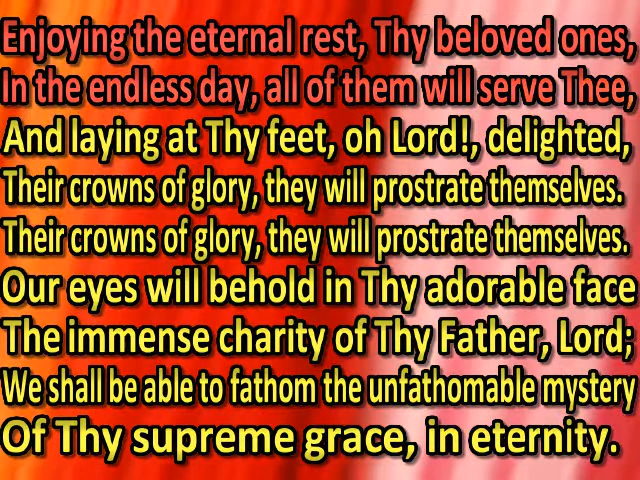 Enjoying the eternal rest, Thy beloved ones,
In the endless day, all of them will serve Thee,
And laying at Thy feet, oh Lord!, delighted,
Their crowns of glory, they will prostrate themselves.
Their crowns of glory, they will prostrate themselves.
Our eyes will behold in Thy adorable face
The immense charity of Thy Father, Lord;
We shall be able to fathom the unfathomable mystery
Of Thy supreme grace, in eternity.